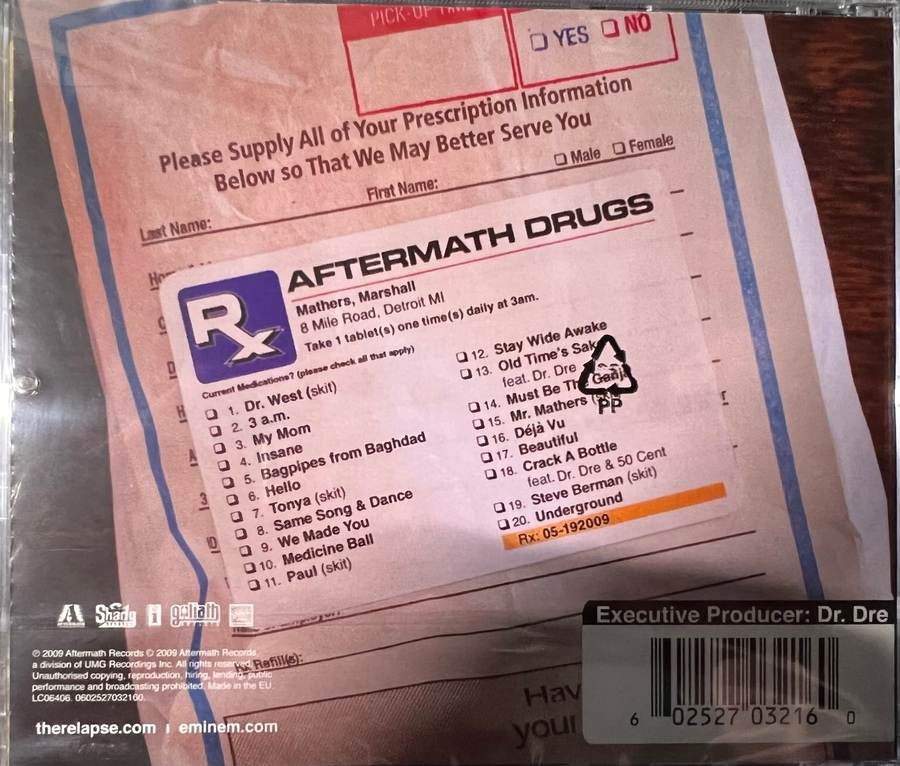 PICK-UP TIME
YES NO
Please Supply All of Your Prescription Information
Below so That We May Better Serve You
Male Female
Last Name: First Name:
AFTERMATH DRUGS
Rx
Mathers, Marshall
8 Mile Road, Detroit MI
Take 1 tablet(s) one time(s) daily at 3am.
Current Medications? (please check all that apply)
1. Dr. West (skit)
2. 3 a.m.
3. My Mom
4. Insane
5. Bagpipes from Baghdad
6. Hello
7. Tonya (skit)
8. Same Song & Dance
9. We Made You
10. Medicine Ball
11. Paul (skit)
12. Stay Wide Awake
13. Old Time's Sak
feat. Dr. Dre
14. Must Be Th Ganja
15. Mr. Mathers
16. Déjà Vu
17. Beautiful
18. Crack A Bottle
feat. Dr. Dre & 50 Cent
19. Steve Berman (skit)
20. Underground
Rx: 05-192009
PP
Refill(s):
Hav
your
Shady
goliath
© 2009 Aftermath Records ℗ 2009 Aftermath Records,
a division of UMG Recordings Inc. All rights reserved.
Unauthorised copying, reproduction, hiring, lending, public
performance and broadcasting prohibited. Made in the EU.
LC06406. 0602527032160.
therelapse.com I eminem.com
Executive Producer: Dr. Dre
6 02527 03216 0